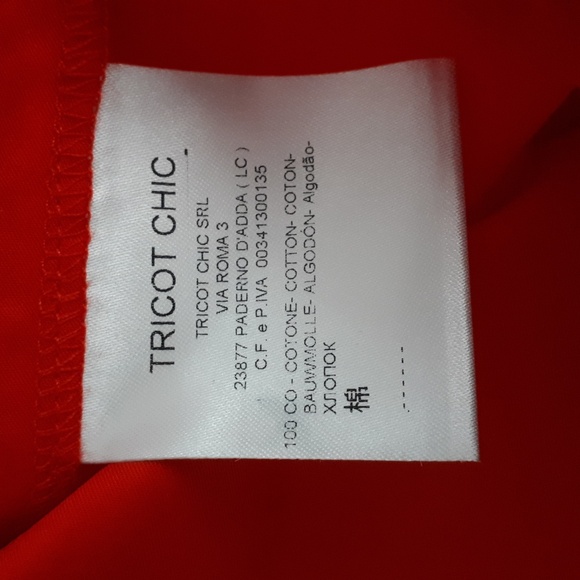 TRICOT CHIC
TRICOT CHIC SRL
VIA ROMA 3
23877 PADERNO D'ADDA ( LC )
C.F. e P.IVA 00341300135
100 CO - COTONE- COTTON- COTON-
BAUWMOLLE- ALGODÓN- Algodão-
ХЛОПОК
棉
------